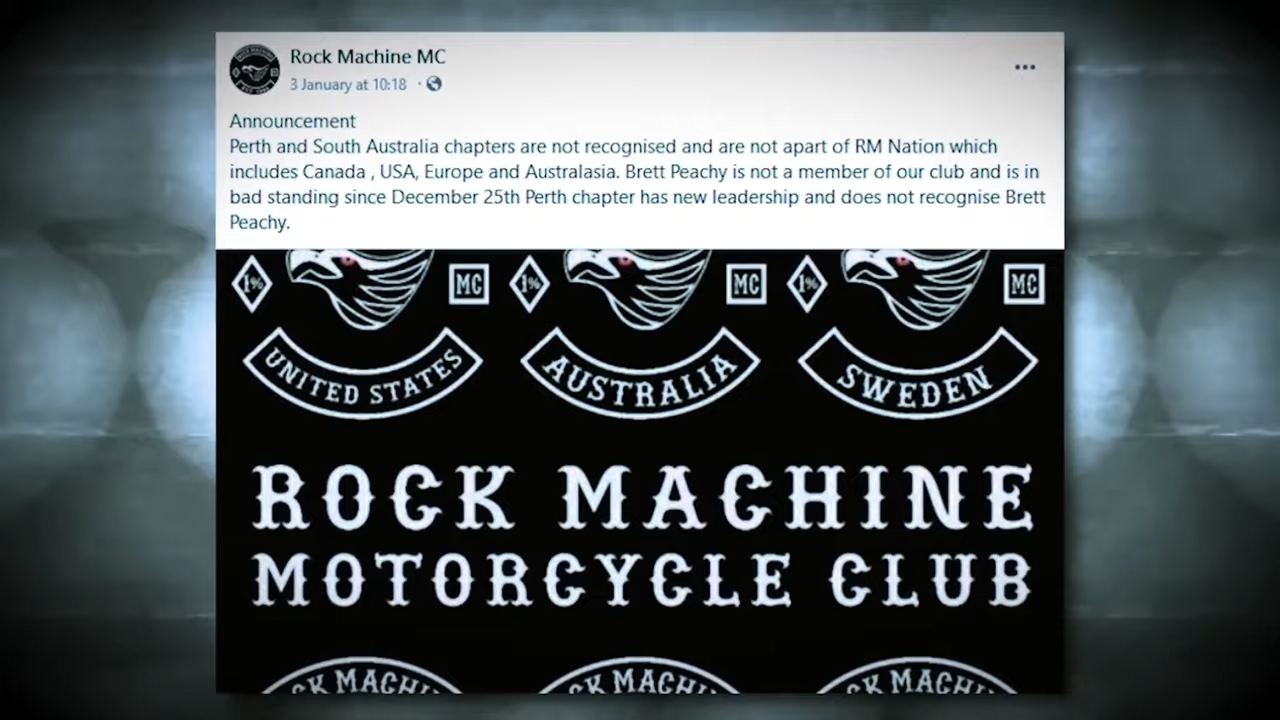 Rock Machine MC
3 January at 10:18 ·
Announcement
Perth and South Australia chapters are not recognised and are not apart of RM Nation which
includes Canada , USA, Europe and Australasia. Brett Peachy is not a member of our club and is in
bad standing since December 25th Perth chapter has new leadership and does not recognise Brett
Peachy.
1% MC 1% MC 1% MC
UNITED STATES AUSTRALIA SWEDEN
ROCK MACHINE
MOTORCYCLE CLUB